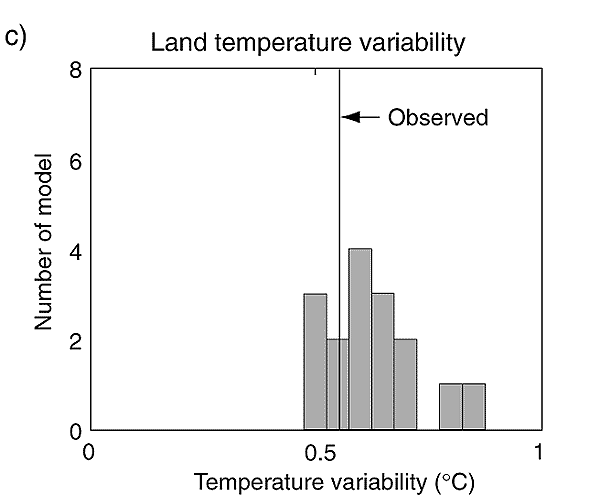 c)
Land temperature variability
8
Observed
6
Number of model
4
2
0
0
0.5
1
Temperature variability (°C)